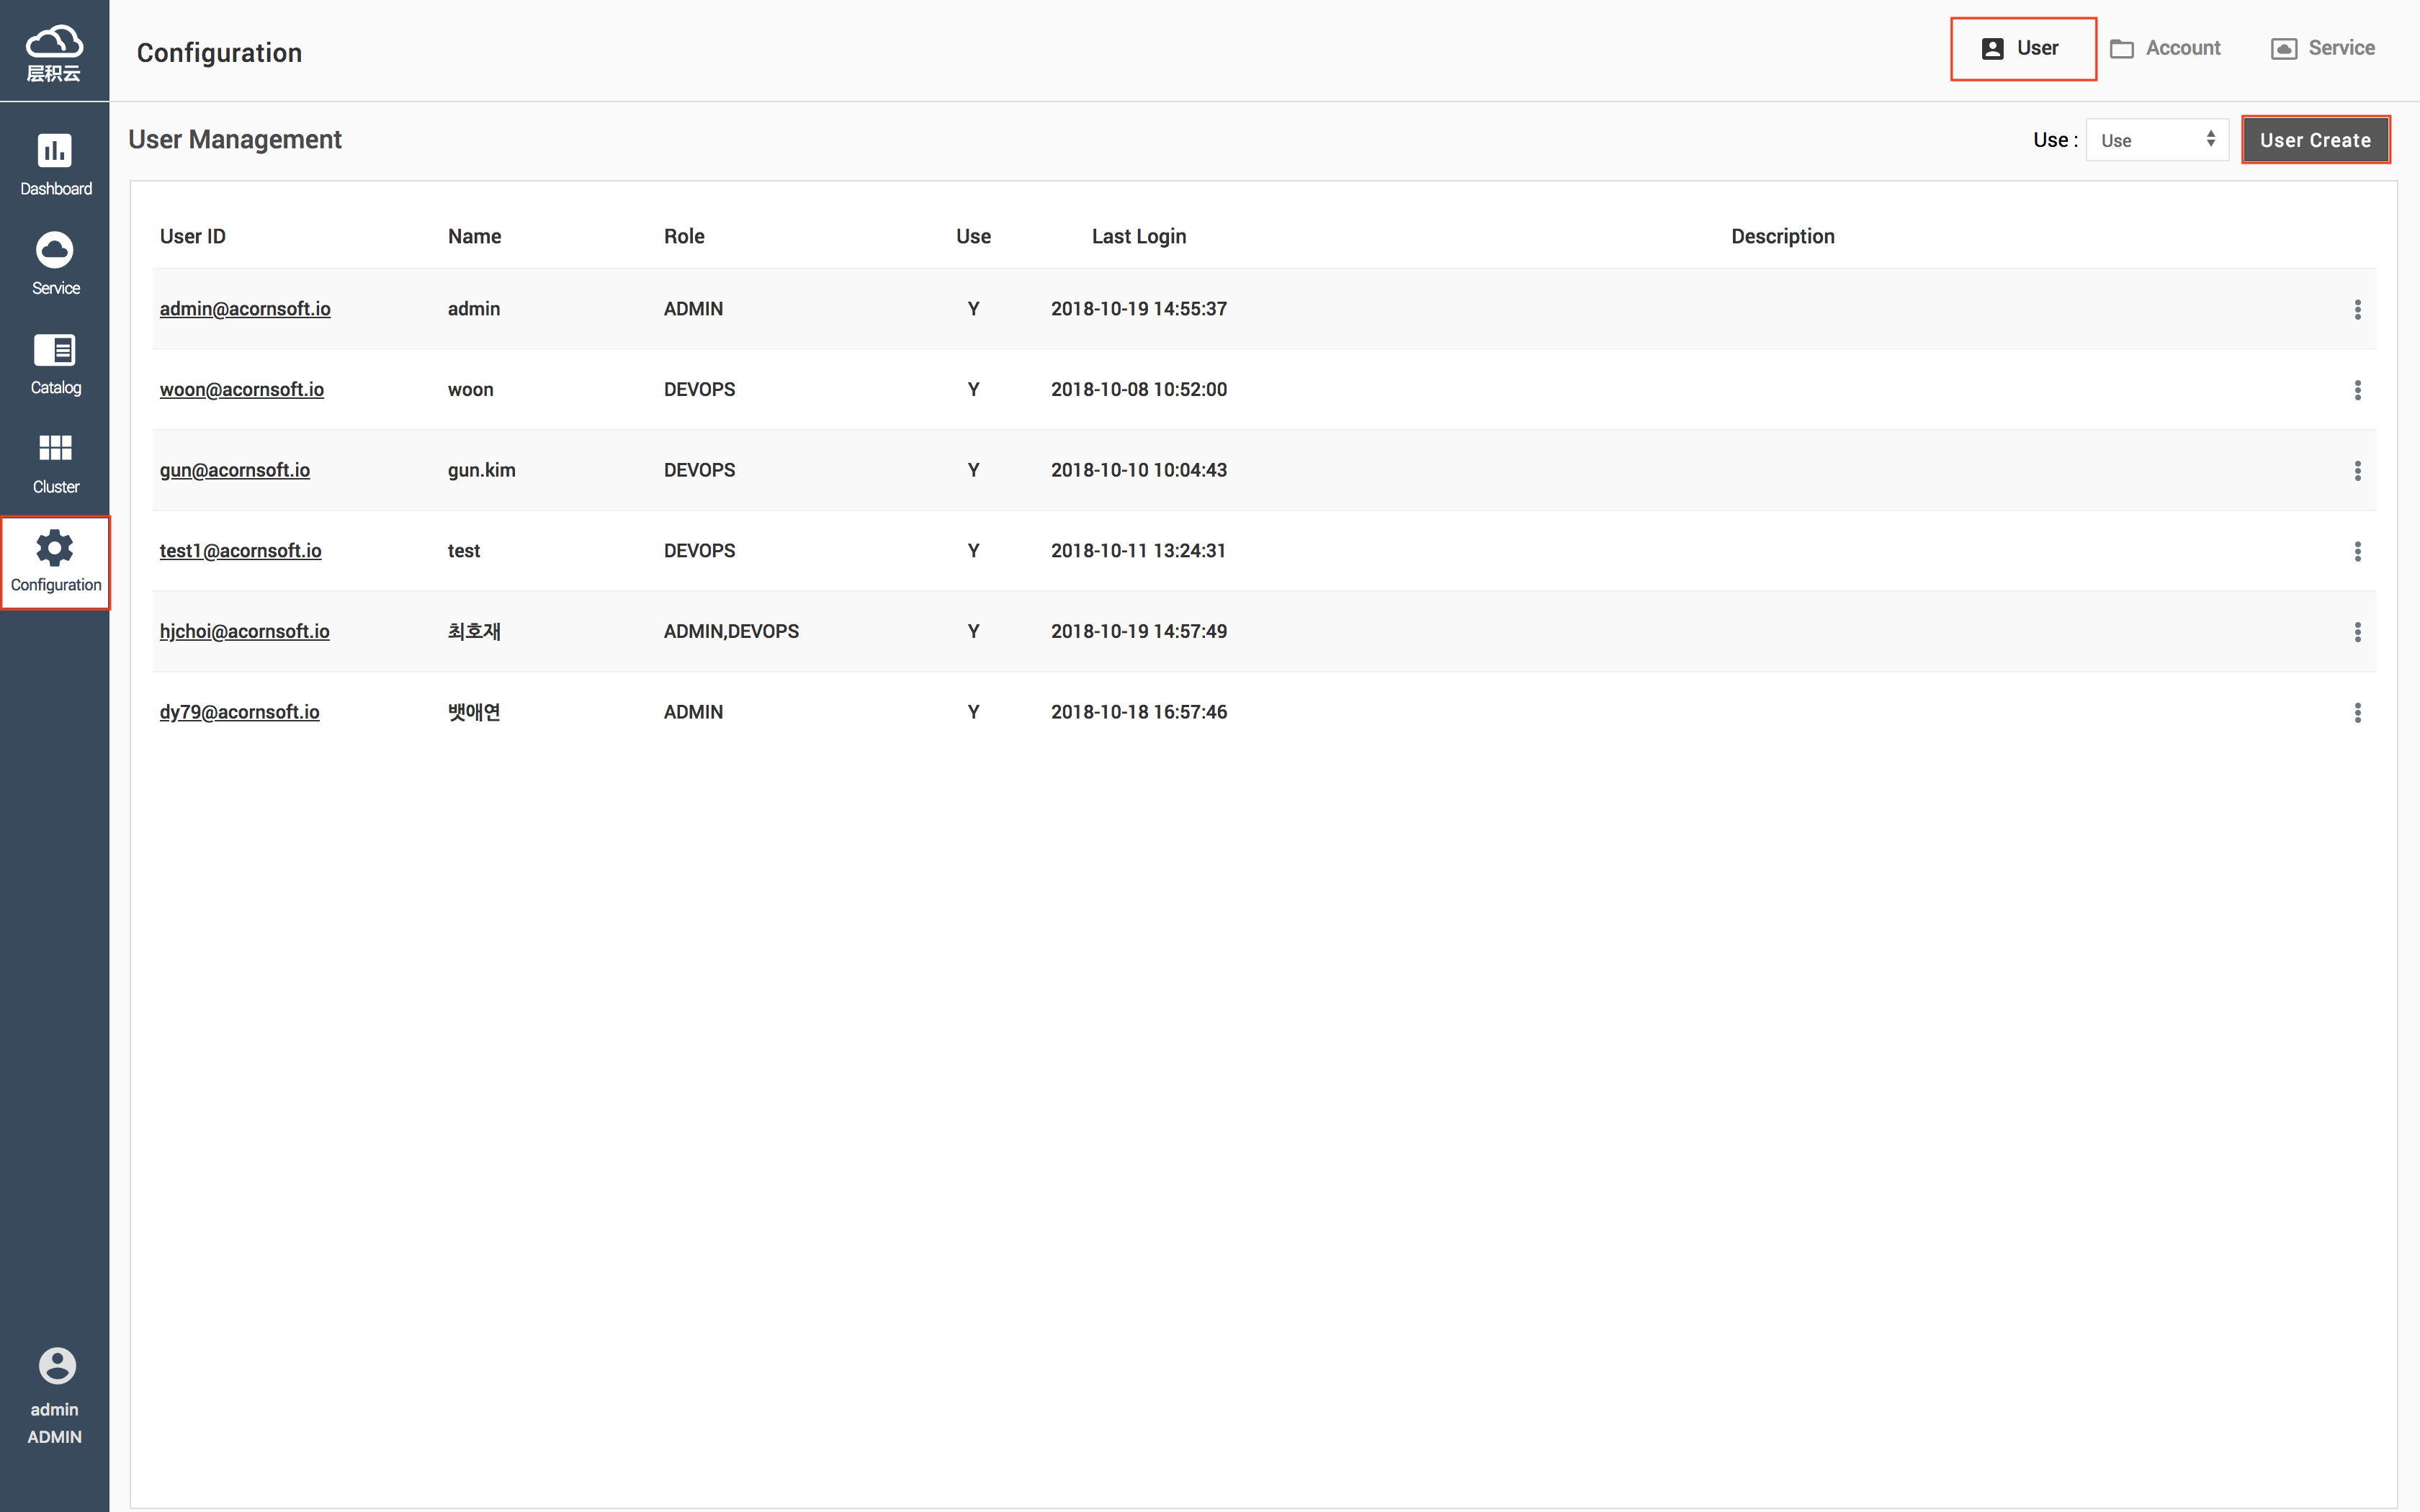 层积云
Configuration
User
Account
Service
Dashboard
Service
Catalog
Cluster
Configuration
User Management
Use :
Use
User Create
User ID Name Role Use Last Login Description
admin@acornsoft.io admin ADMIN Y 2018-10-19 14:55:37
woon@acornsoft.io woon DEVOPS Y 2018-10-08 10:52:00
gun@acornsoft.io gun.kim DEVOPS Y 2018-10-10 10:04:43
test1@acornsoft.io test DEVOPS Y 2018-10-11 13:24:31
hjchoi@acornsoft.io 최호재 ADMIN,DEVOPS Y 2018-10-19 14:57:49
dy79@acornsoft.io 뱃애연 ADMIN Y 2018-10-18 16:57:46
admin
ADMIN